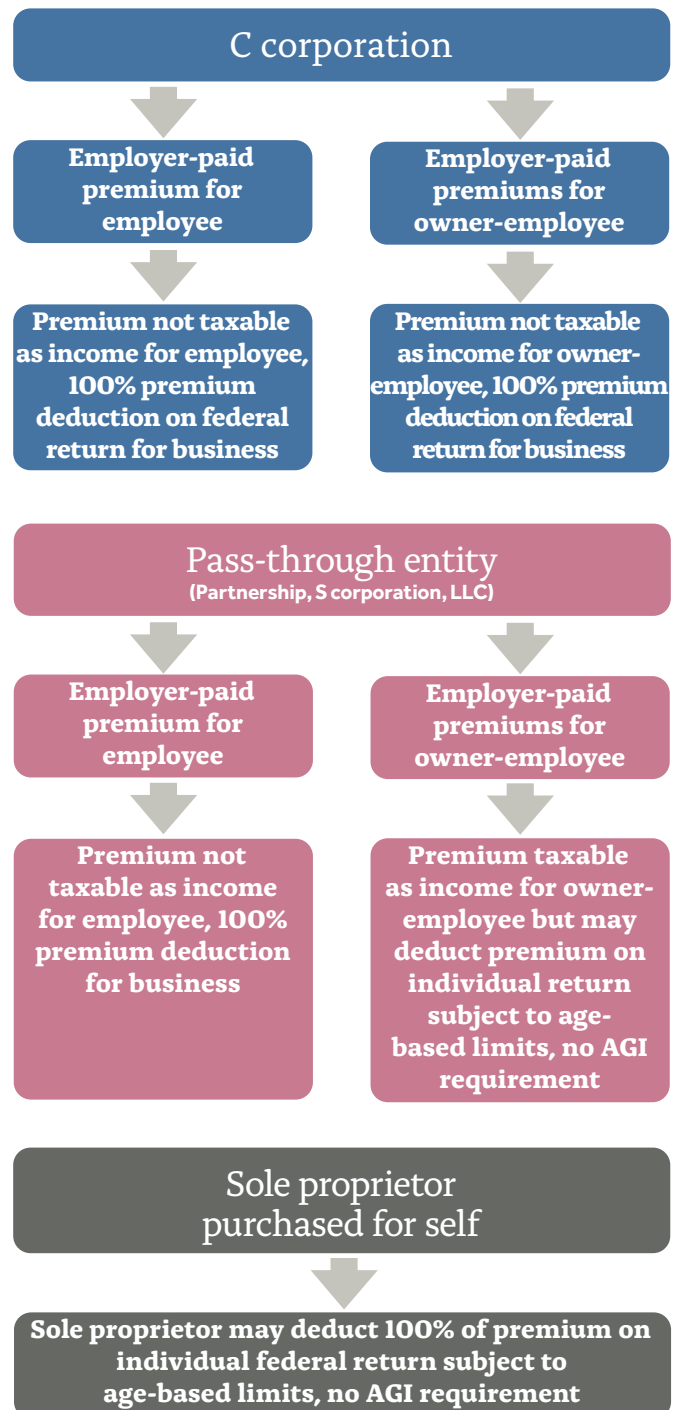 C corporation
Employer-paid
premium for
employee
Employer-paid
premiums for
owner-employee
Premium not taxable
as income for employee,
100% premium
deduction on federal
return for business
Premium not taxable
as income for owner-
employee, 100% premium
deduction on federal
return for business
Pass-through entity
(Partnership, S corporation, LLC)
Employer-paid
premium for
employee
Employer-paid
premiums for
owner-employee
Premium not
taxable as income
for employee, 100%
premium deduction
for business
Premium taxable
as income for owner-
employee but may
deduct premium on
individual return
subject to age-
based limits, no AGI
requirement
Sole proprietor
purchased for self
Sole proprietor may deduct 100% of premium on
individual federal return subject to
age-based limits, no AGI requirement